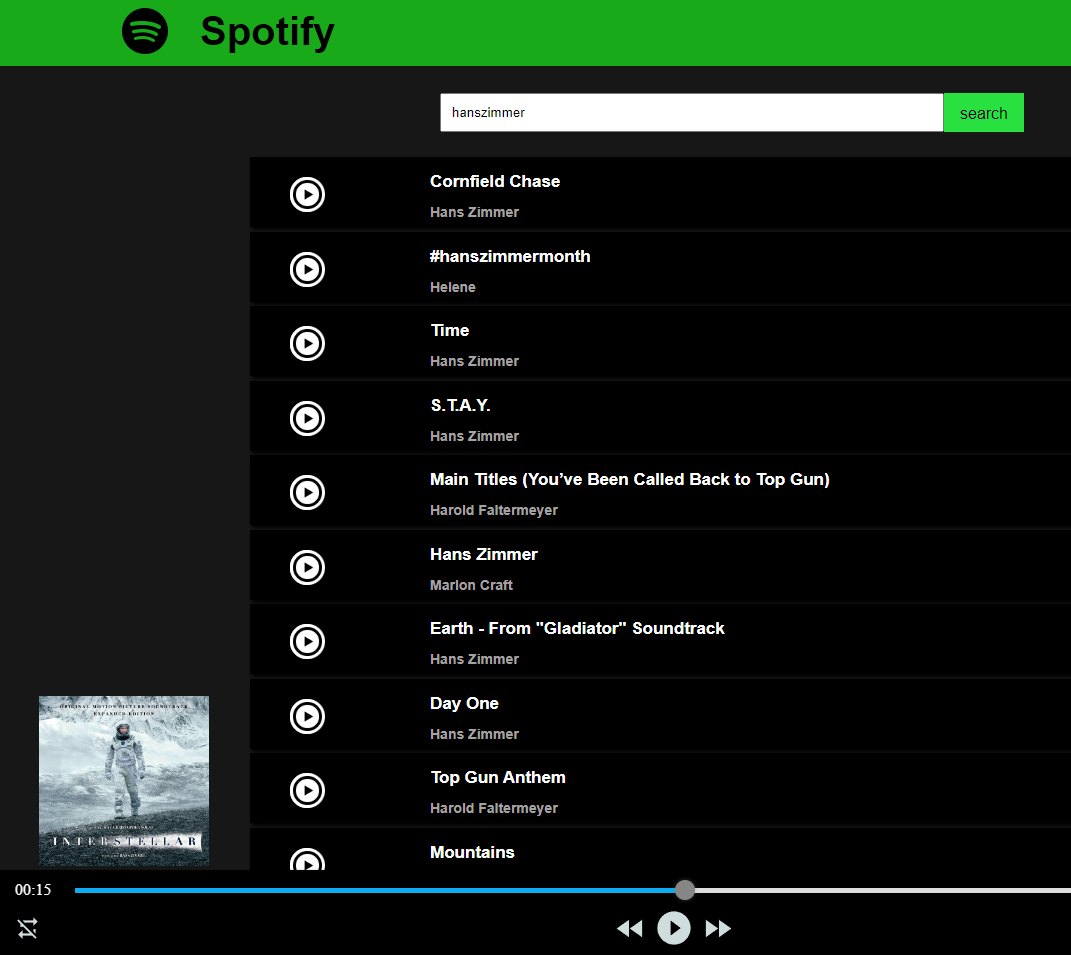 Spotify
hanszimmer
search
Cornfield Chase
Hans Zimmer
#hanszimmermonth
Helene
Time
Hans Zimmer
S.T.A.Y.
Hans Zimmer
Main Titles (You’ve Been Called Back to Top Gun)
Harold Faltermeyer
Hans Zimmer
Marlon Craft
Earth - From "Gladiator" Soundtrack
Hans Zimmer
Day One
Hans Zimmer
Top Gun Anthem
Harold Faltermeyer
Mountains
ORIGINAL MOTION PICTURE SOUNDTRACK
EXPANDED EDITION
INTERSTELLAR
00:15